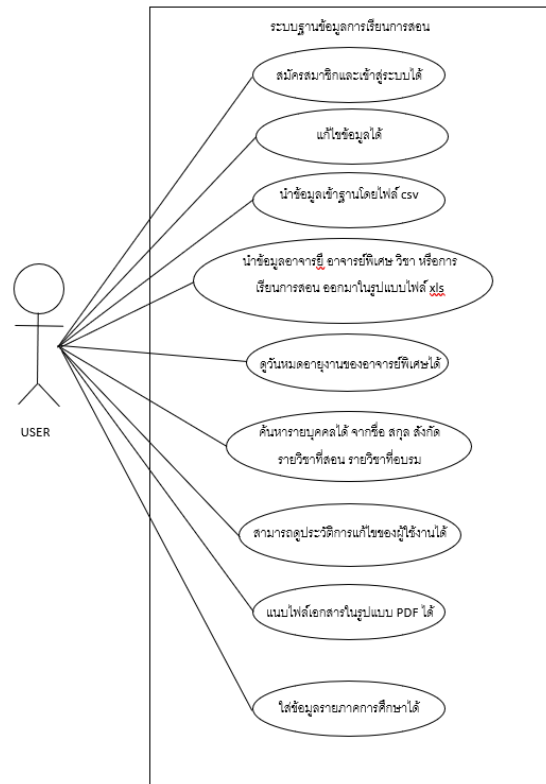 ระบบฐานข้อมูลการเรียนการสอน
สมัครสมาชิกและเข้าสู่ระบบได้
แก้ไขข้อมูลได้
นำข้อมูลเข้าฐานโดยไฟล์ csv
นำข้อมูลอาจารยื อาจารย์พิเศษ วิชา หรือการ
เรียนการสอน ออกมาในรูปแบบไฟล์ xls
ดูวันหมดอายุงานของอาจารย์พิเศษได้
USER
ค้นหารายบุคคลได้ จากชื่อ สกุล สังกัด
รายวิชาที่สอน รายวิชาที่อบรม
สามารถดูประวัติการแก้ไขของผู้ใช้งานได้
แนบไฟล์เอกสารในรูปแบบ PDF ได้
ใส่ข้อมูลรายภาคการศึกษาได้